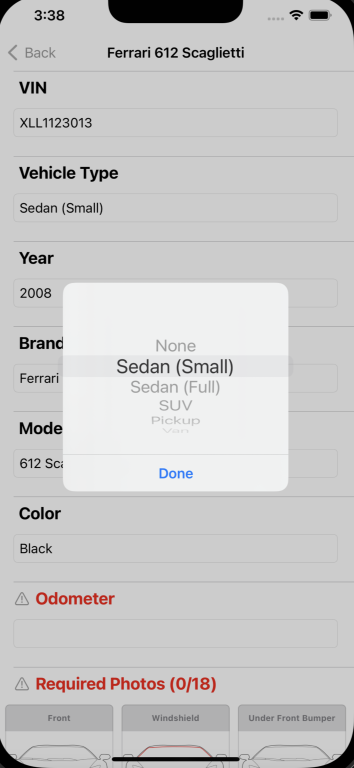 3:38
Back
Ferrari 612 Scaglietti
VIN
XLL1123013
Vehicle Type
Sedan (Small)
Year
2008
Brand
Ferrari
Mode
612 Sca
Color
Black
Odometer
Required Photos (0/18)
Front
Windshield
Under Front Bumper
None
Sedan (Small)
Sedan (Full)
SUV
Pickup
Van
Done